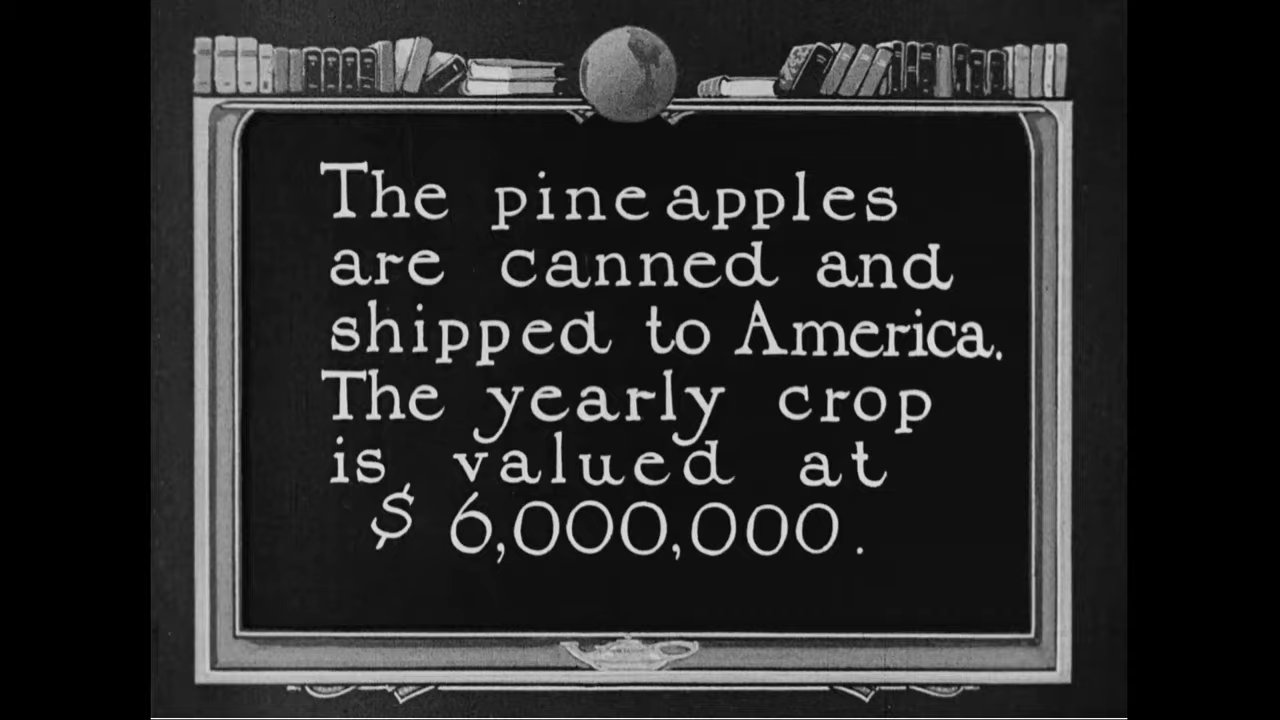 The pineapples
are canned and
shipped to America.
The yearly crop
is valued at
$ 6,000,000.